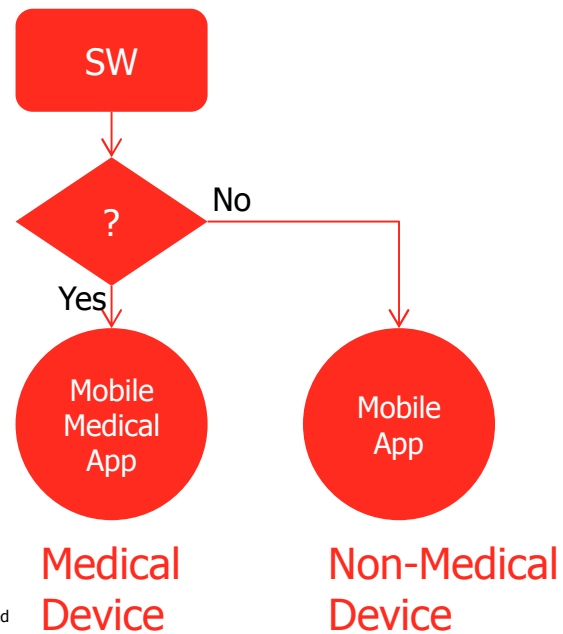 SW
?
No
Yes
Mobile
Medical
App
Mobile
App
Medical
Device
Non-Medical
Device
d